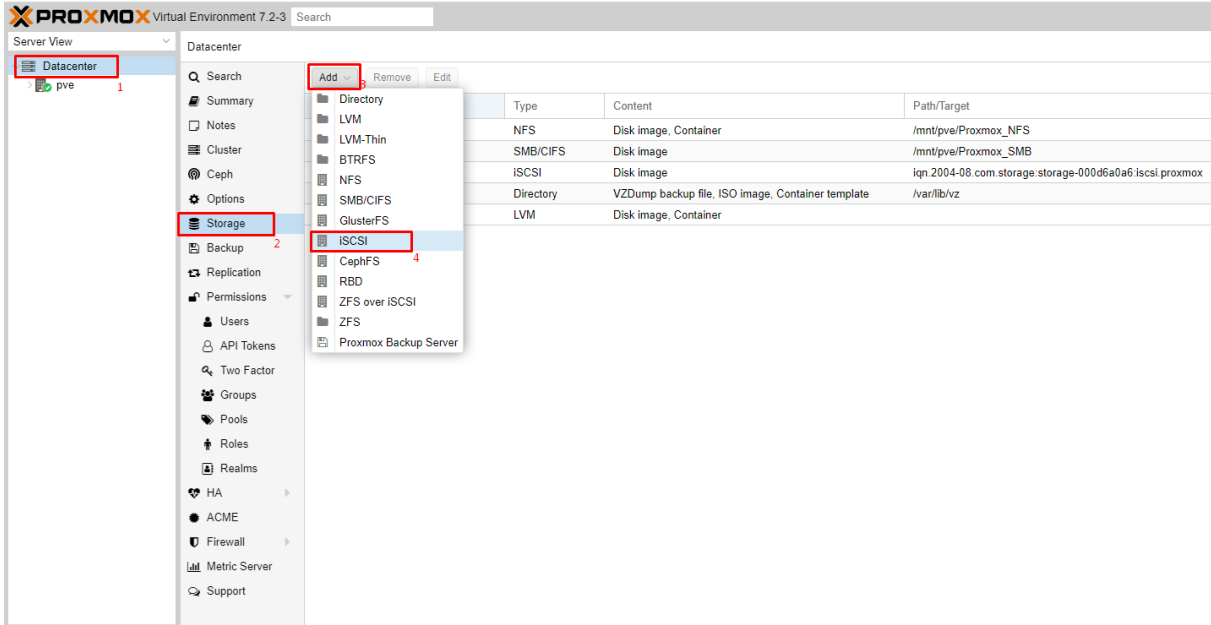 PROXMOX Virtual Environment 7.2-3 Search
Server View
Datacenter
1
pve
Datacenter
Search
Summary
Notes
Cluster
Ceph
Options
Storage
2
Backup
Replication
Permissions
Users
API Tokens
Two Factor
Groups
Pools
Roles
Realms
HA
ACME
Firewall
Metric Server
Support
Add 3 Remove Edit
Directory
LVM
LVM-Thin
BTRFS
NFS
SMB/CIFS
GlusterFS
iSCSI
4
CephFS
RBD
ZFS over iSCSI
ZFS
Proxmox Backup Server
Type Content Path/Target
NFS Disk image, Container /mnt/pve/Proxmox_NFS
SMB/CIFS Disk image /mnt/pve/Proxmox_SMB
iSCSI Disk image iqn.2004-08.com.storage:storage-000d6a0a6:iscsi.proxmox
Directory VZDump backup file, ISO image, Container template /var/lib/vz
LVM Disk image, Container